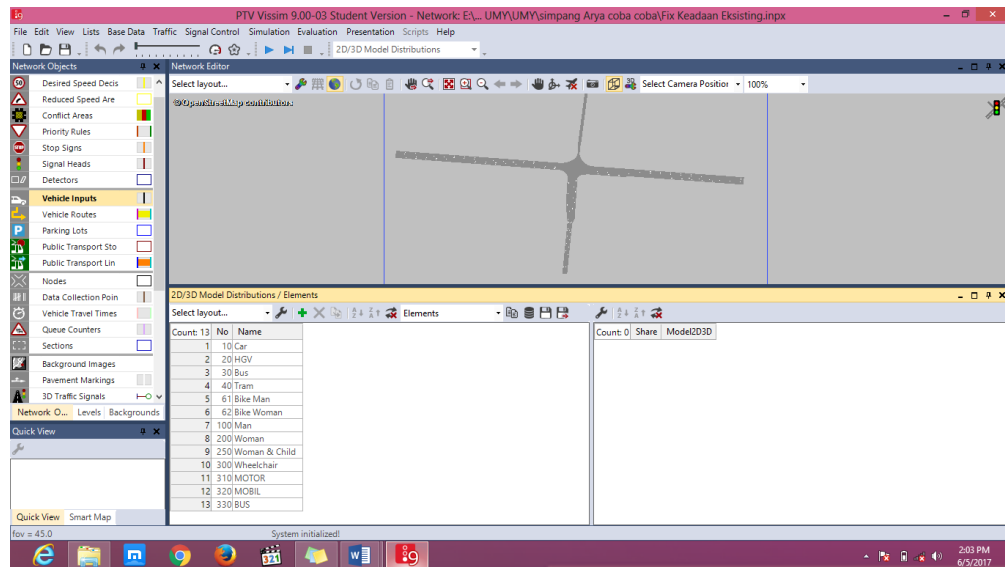 PTV Vissim 9.00-03 Student Version - Network: E:\... UMY\UMY\simpang Arya coba coba\Fix Keadaan Eksisting.inpx
File Edit View Lists Base Data Traffic Signal Control Simulation Evaluation Presentation Scripts Help
2D/3D Model Distributions
Network Objects
Desired Speed Decis
Reduced Speed Are
Conflict Areas
Priority Rules
Stop Signs
Signal Heads
Detectors
Vehicle Inputs
Vehicle Routes
Parking Lots
Public Transport Sto
Public Transport Lin
Nodes
Data Collection Poin
Vehicle Travel Times
Queue Counters
Sections
Background Images
Pavement Markings
3D Traffic Signals
Network O... Levels Backgrounds
Quick View
Quick View Smart Map
Network Editor
Select layout... Select Camera Position 100%
© OpenStreetMap contributors
2D/3D Model Distributions / Elements
Select layout... Elements
Count: 13 No Name
1 10 Car
2 20 HGV
3 30 Bus
4 40 Tram
5 61 Bike Man
6 62 Bike Woman
7 100 Man
8 200 Woman
9 250 Woman & Child
10 300 Wheelchair
11 310 MOTOR
12 320 MOBIL
13 330 BUS
Count: 0 Share Model2D3D
fov = 45.0 System initialized!
2:03 PM
6/5/2017